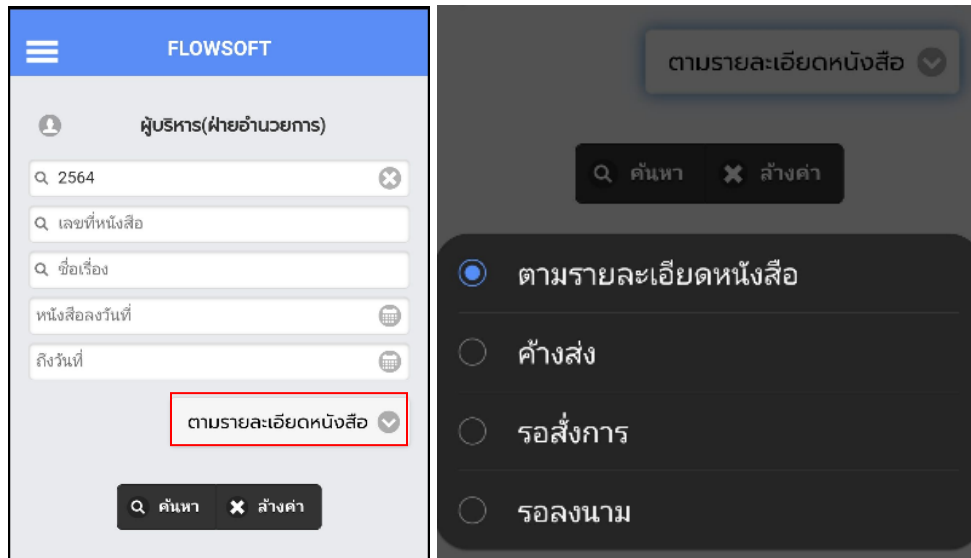 FLOWSOFT
ผู้บริหาร(ฝ่ายอำนวยการ)
2564
เลขที่หนังสือ
ชื่อเรื่อง
หนังสือลงวันที่
ถึงวันที่
ตามรายละเอียดหนังสือ
ค้นหา ล้างค่า
ตามรายละเอียดหนังสือ
ค้นหา ล้างค่า
ตามรายละเอียดหนังสือ
ค้างส่ง
รอสั่งการ
รอลงนาม